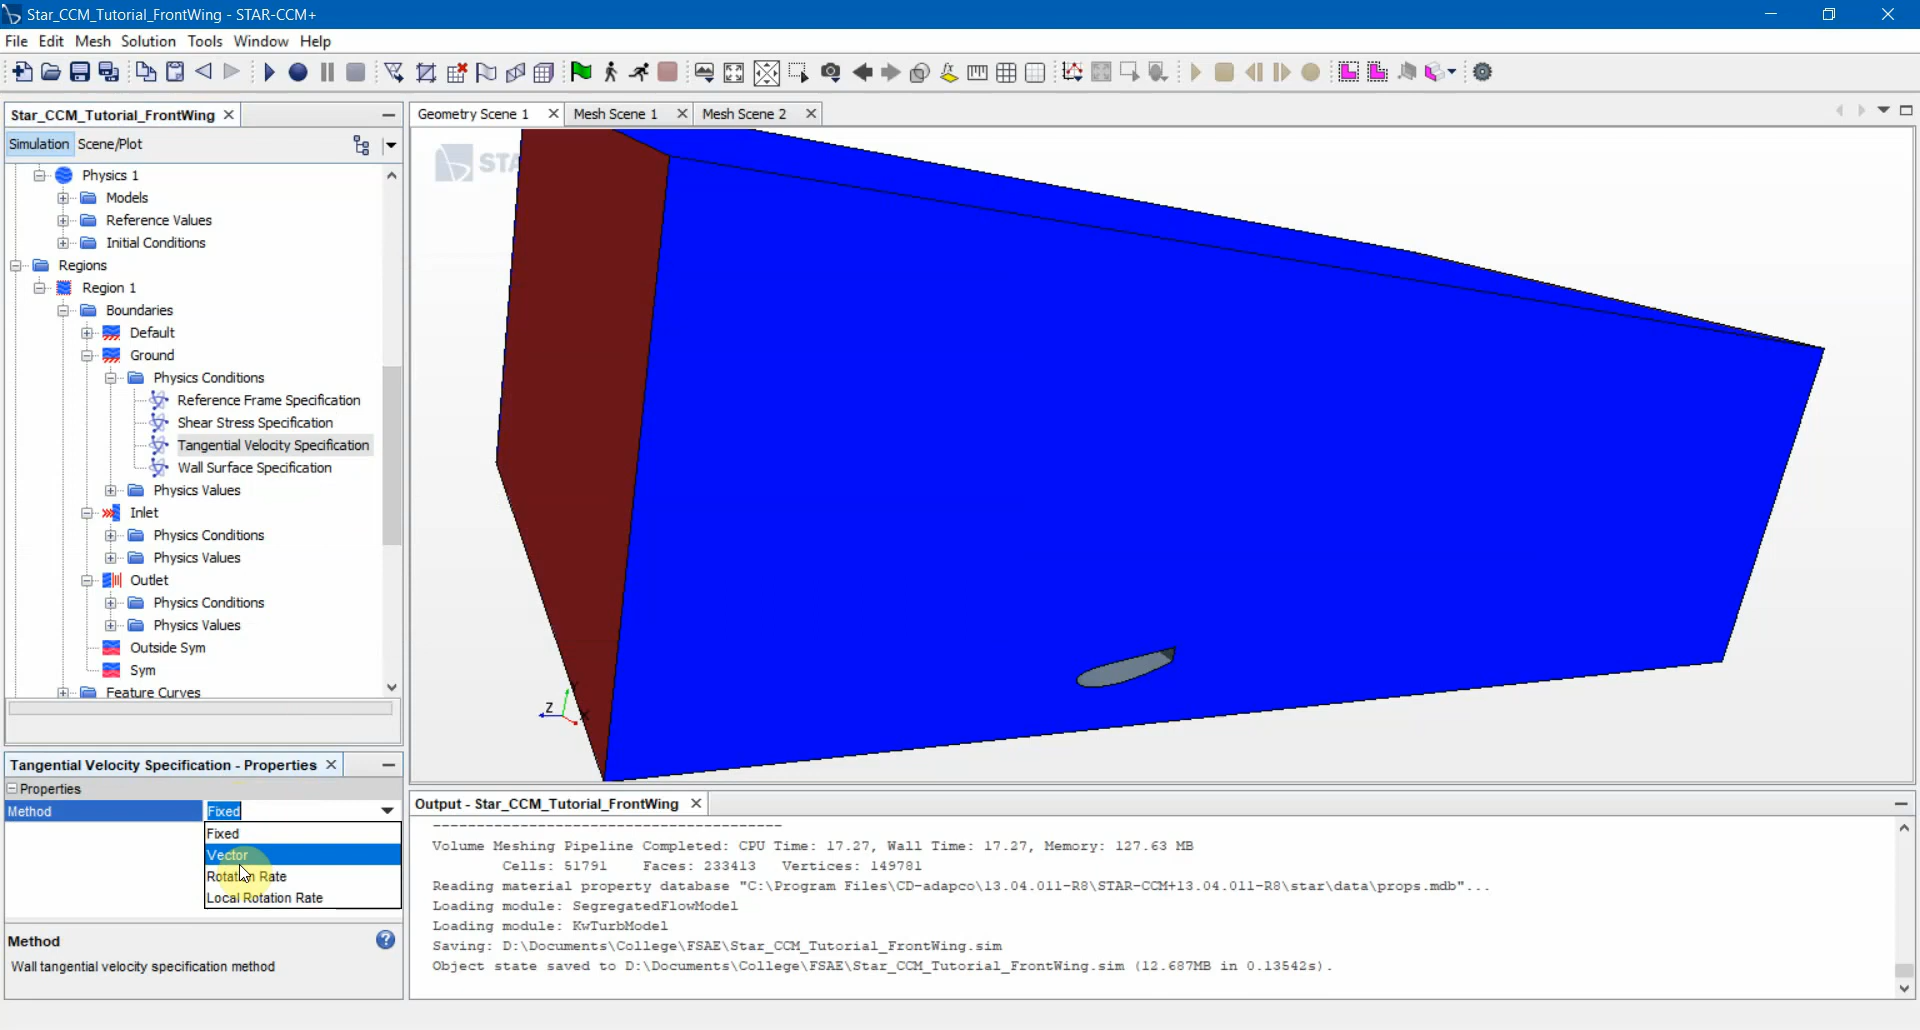 Star_CCM_Tutorial_FrontWing - STAR-CCM+
File Edit Mesh Solution Tools Window Help
Star_CCM_Tutorial_FrontWing
Simulation Scene/Plot
Physics 1
Models
Reference Values
Initial Conditions
Regions
Region 1
Boundaries
Default
Ground
Physics Conditions
Reference Frame Specification
Shear Stress Specification
Tangential Velocity Specification
Wall Surface Specification
Physics Values
Inlet
Physics Conditions
Physics Values
Outlet
Physics Conditions
Physics Values
Outside Sym
Sym
Feature Curves
Tangential Velocity Specification - Properties
Properties
Method Fixed
Fixed
Vector
Rotation Rate
Local Rotation Rate
Method
Wall tangential velocity specification method
Geometry Scene 1 Mesh Scene 1 Mesh Scene 2
STA
Z
X
Output - Star_CCM_Tutorial_FrontWing
----------------------------------------
Volume Meshing Pipeline Completed: CPU Time: 17.27, Wall Time: 17.27, Memory: 127.63 MB
Cells: 51791 Faces: 233413 Vertices: 149781
Reading material property database "C:\Program Files\CD-adapco\13.04.011-R8\STAR-CCM+13.04.011-R8\star\data\props.mdb"...
Loading module: SegregatedFlowModel
Loading module: KwTurbModel
Saving: D:\Documents\College\FSAE\Star_CCM_Tutorial_FrontWing.sim
Object state saved to D:\Documents\College\FSAE\Star_CCM_Tutorial_FrontWing.sim (12.687MB in 0.13542s).